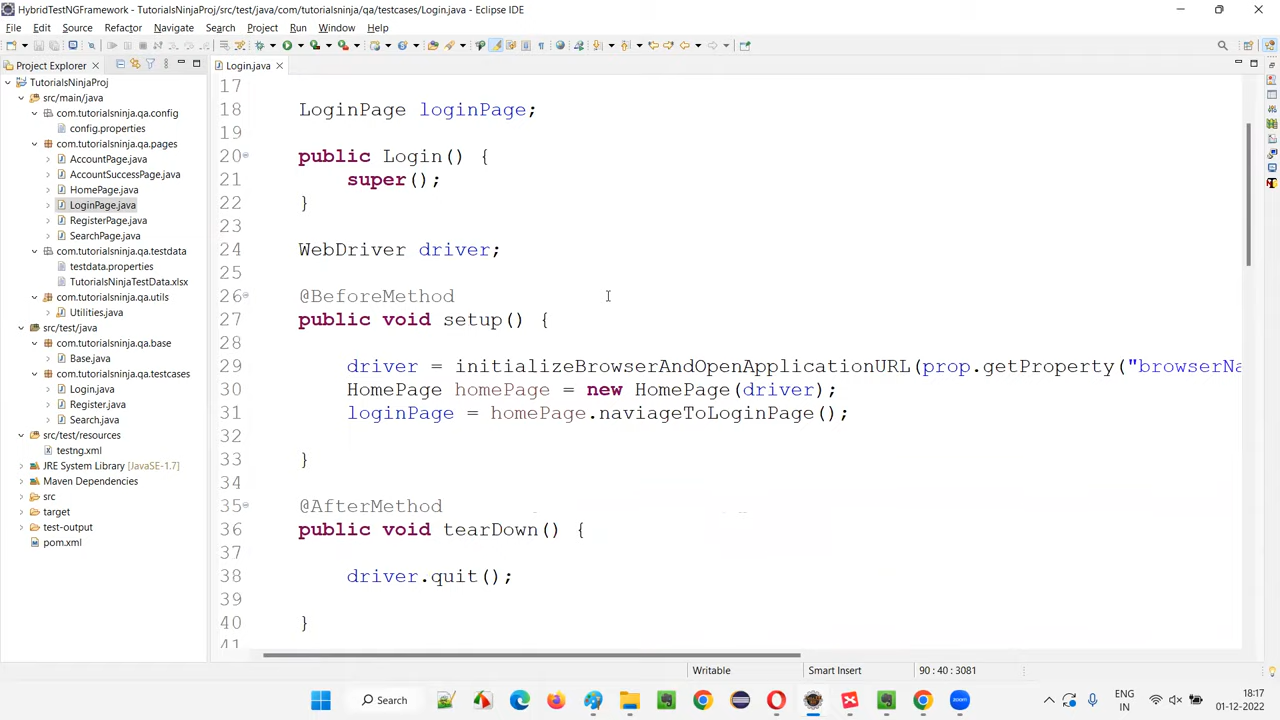 HybridTestNGFramework - TutorialsNinjaProj/src/test/java/com/tutorialsninja/qa/testcases/Login.java - Eclipse IDE
File Edit Source Refactor Navigate Search Project Run Window Help
Project Explorer
TutorialsNinjaProj
src/main/java
com.tutorialsninja.qa.config
config.properties
com.tutorialsninja.qa.pages
AccountPage.java
AccountSuccessPage.java
HomePage.java
LoginPage.java
RegisterPage.java
SearchPage.java
com.tutorialsninja.qa.testdata
testdata.properties
TutorialsNinjaTestData.xlsx
com.tutorialsninja.qa.utils
Utilities.java
src/test/java
com.tutorialsninja.qa.base
Base.java
com.tutorialsninja.qa.testcases
Login.java
Register.java
Search.java
src/test/resources
testng.xml
JRE System Library [JavaSE-1.7]
Maven Dependencies
src
target
test-output
pom.xml
Login.java
17
18 LoginPage loginPage;
19
20 public Login() {
21 super();
22 }
23
24 WebDriver driver;
25
26 @BeforeMethod
27 public void setup() {
28
29 driver = initializeBrowserAndOpenApplicationURL(prop.getProperty("browserNa
30 HomePage homePage = new HomePage(driver);
31 loginPage = homePage.naviageToLoginPage();
32
33 }
34
35 @AfterMethod
36 public void tearDown() {
37
38 driver.quit();
39
40 }
41
Writable Smart Insert 90 : 40 : 3081
Search
ENG
IN
18:17
01-12-2022